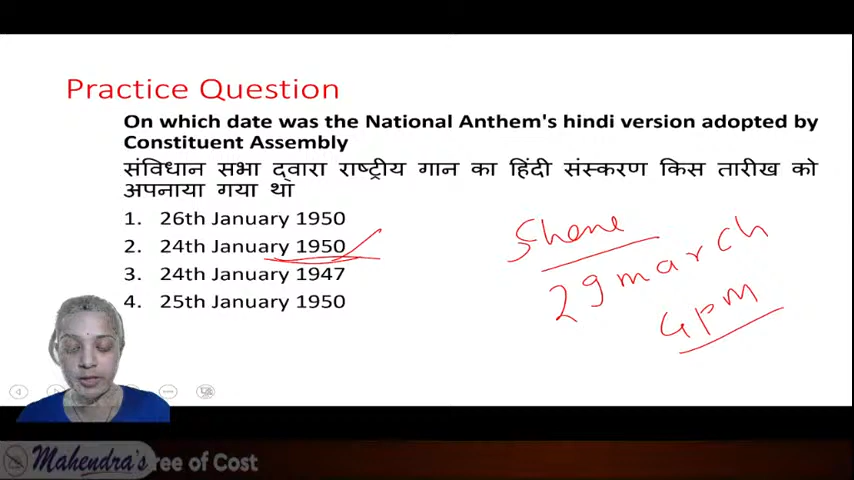 Practice Question
On which date was the National Anthem's hindi version adopted by
Constituent Assembly
संविधान सभा द्वारा राष्ट्रीय गान का हिंदी संस्करण किस तारीख को
अपनाया गया था
1. 26th January 1950
2. 24th January 1950
3. 24th January 1947
4. 25th January 1950
29 march
4pm
Mahendra's ree of Cost